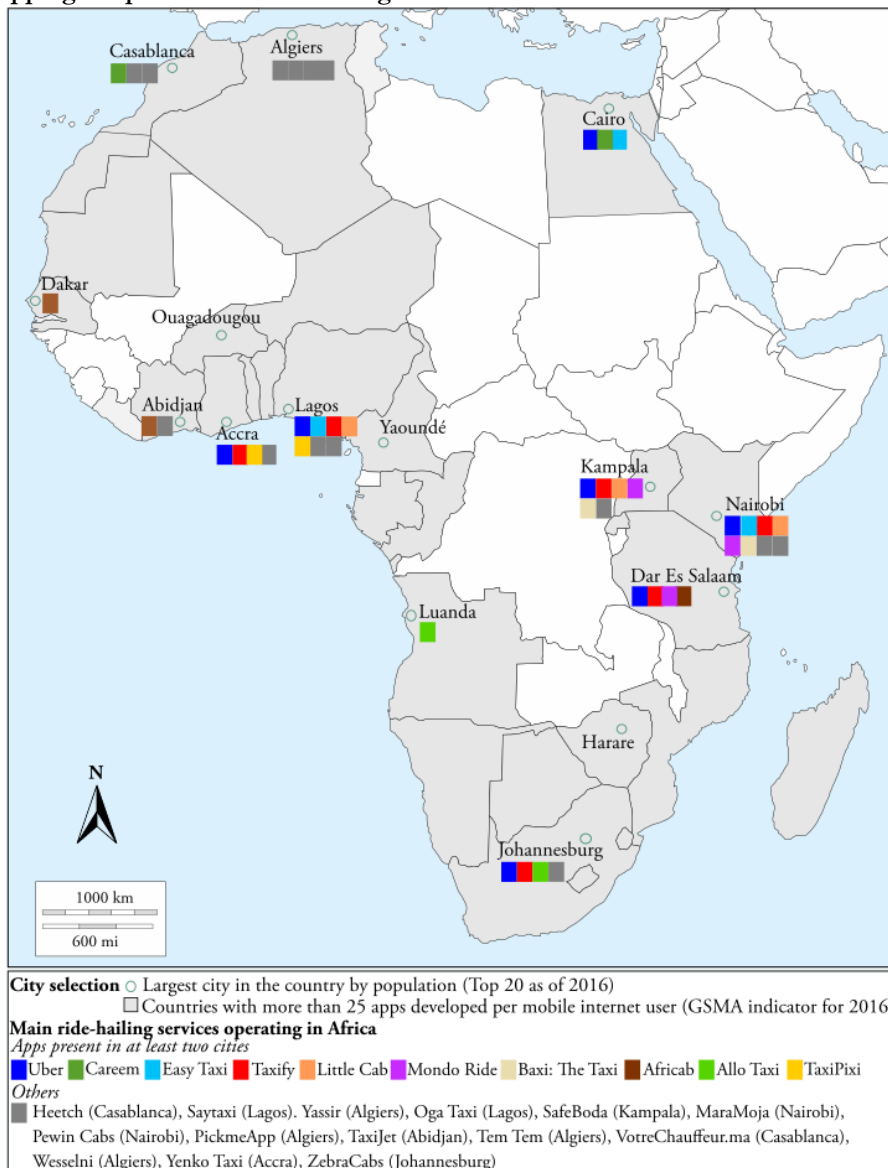 Casablanca
Algiers
Cairo
Dakar
Ouagadougou
Abidjan
Accra
Lagos
Yaoundé
Kampala
Nairobi
Dar Es Salaam
Luanda
Harare
Johannesburg
N
1000 km
600 mi
City selection Largest city in the country by population (Top 20 as of 2016)
Countries with more than 25 apps developed per mobile internet user (GSMA indicator for 2016
Main ride-hailing services operating in Africa
Apps present in at least two cities
Uber Careem Easy Taxi Taxify Little Cab Mondo Ride Baxi: The Taxi Africab Allo Taxi TaxiPixi
Others
Heetch (Casablanca), Saytaxi (Lagos). Yassir (Algiers), Oga Taxi (Lagos), SafeBoda (Kampala), MaraMoja (Nairobi),
Pewin Cabs (Nairobi), PickmeApp (Algiers), TaxiJet (Abidjan), Tem Tem (Algiers), VotreChauffeur.ma (Casablanca),
Wesselni (Algiers), Yenko Taxi (Accra), ZebraCabs (Johannesburg)